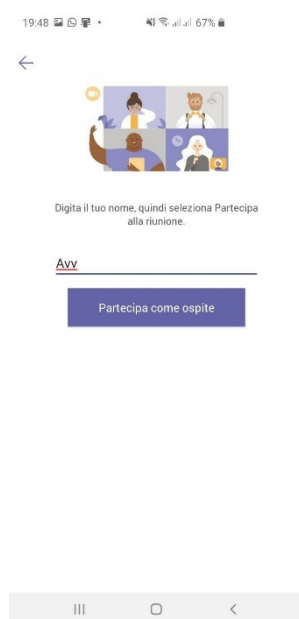 19:48
67%
Digita il tuo nome, quindi seleziona Partecipa
alla riunione.
Avv
Partecipa come ospite